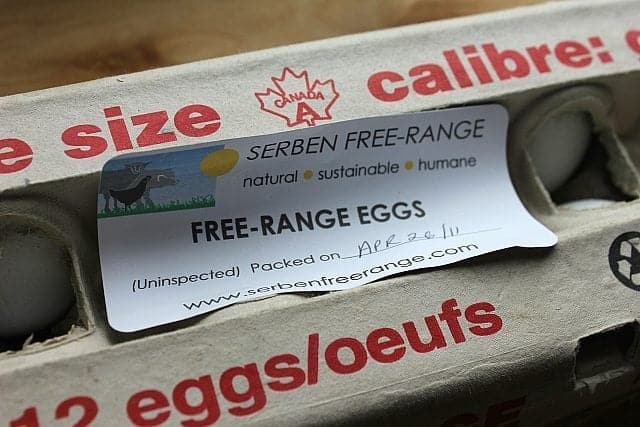 e size CANADA A calibre: g
SERBEN FREE-RANGE
natural • sustainable • humane
FREE-RANGE EGGS
(Uninspected) Packed on APR 26/11
www.serbenfreerange.com
12 eggs/oeufs